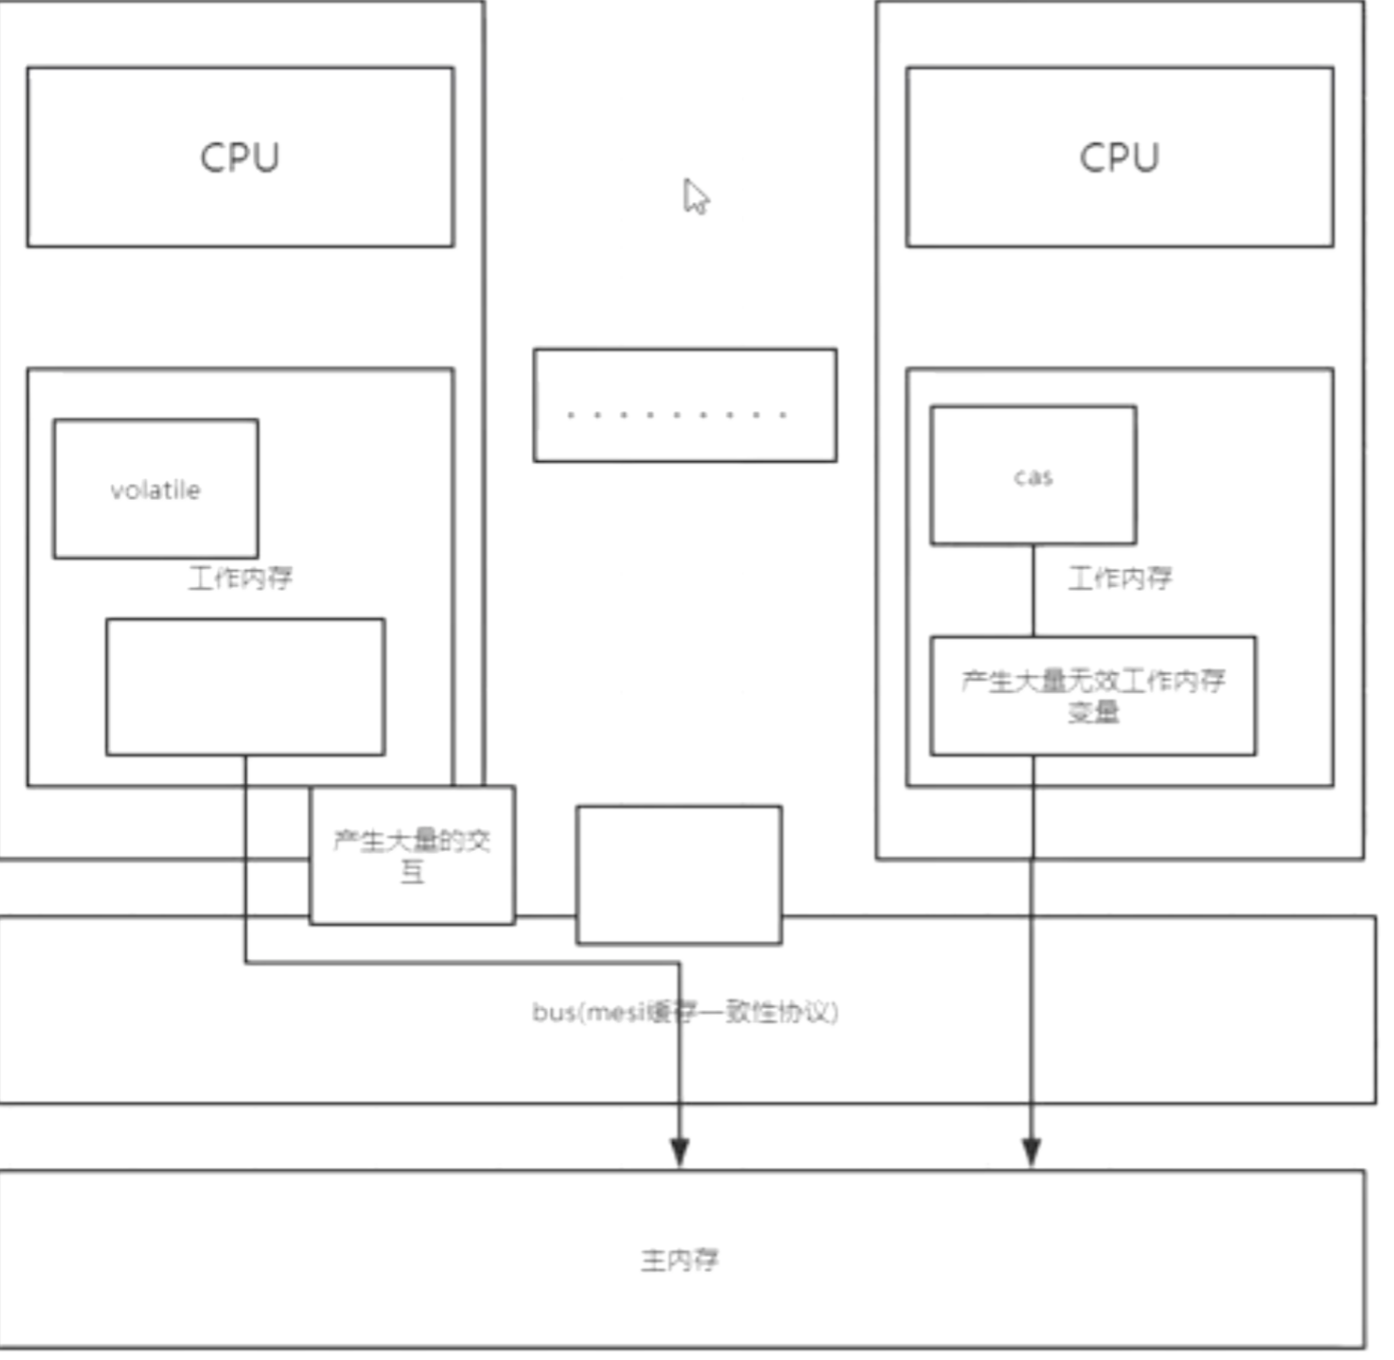 CPU
CPU
.........
volatile
cas
工作内存
工作内存
产生大量无效工作内存
变量
产生大量的交
互
bus(mesi缓存一致性协议)
主内存